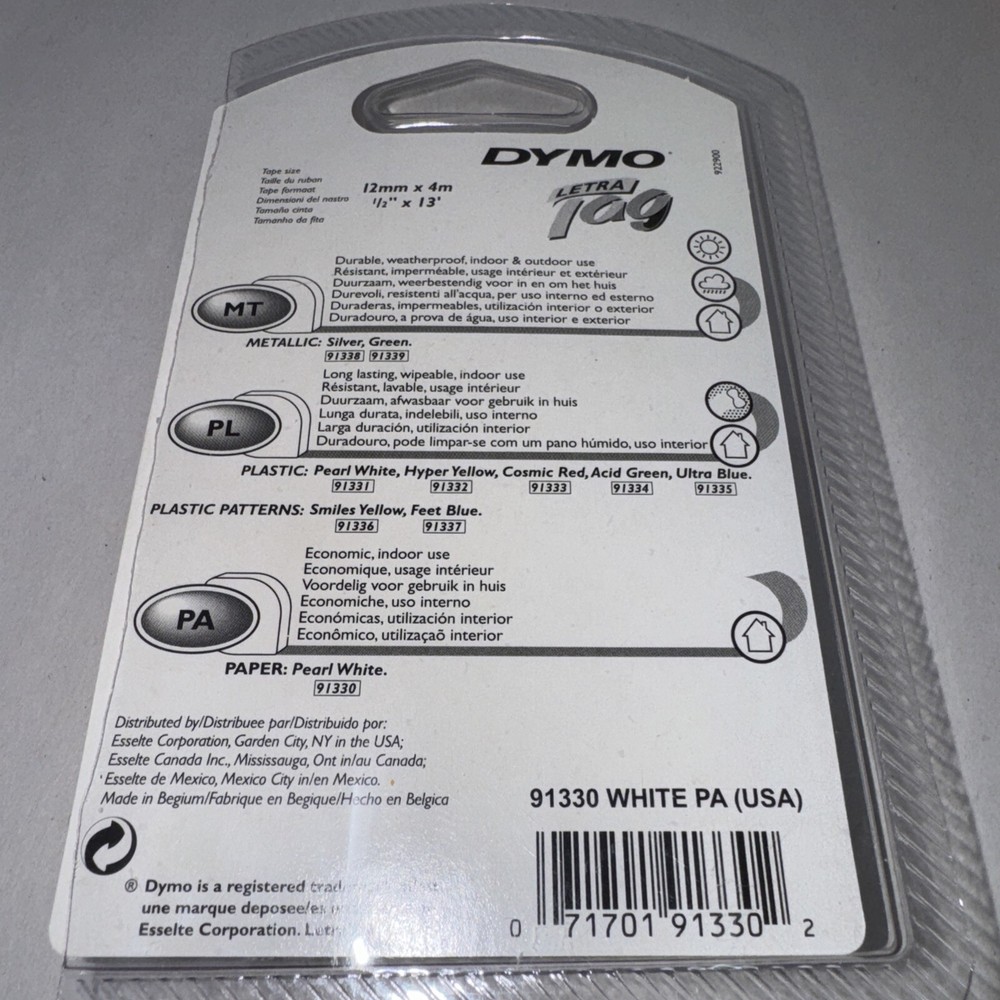 DYMO
922900
LETRA
Tag
Tape size
Taille du ruban
Tape formaat
Dimensioni del nastro
Tamaño cinta
Tamanho da fita
12mm x 4m
1/2" x 13'
Durable, weatherproof, indoor & outdoor use
Résistant, imperméable, usage intérieur et extérieur
Duurzaam, weerbestendig voor in en om het huis
Durevoli, resistenti all'acqua, per uso interno ed esterno
Duraderas, impermeables, utilización interior o exterior
Duradouro, a prova de água, uso interior e exterior
MT
METALLIC: Silver, Green.
91338 91339
Long lasting, wipeable, indoor use
Résistant, lavable, usage intérieur
Duurzaam, afwasbaar voor gebruik in huis
Lunga durata, indelebili, uso interno
Larga duración, utilización interior
Duradouro, pode limpar-se com um pano húmido, uso interior
PL
PLASTIC: Pearl White, Hyper Yellow, Cosmic Red, Acid Green, Ultra Blue.
91331 91332 91333 91334 91335
PLASTIC PATTERNS: Smiles Yellow, Feet Blue.
91336 91337
Economic, indoor use
Economique, usage intérieur
Voordelig voor gebruik in huis
Economiche, uso interno
Económicas, utilización interior
Econômico, utilizaçaõ interior
PA
PAPER: Pearl White.
91330
Distributed by/Distribuee par/Distribuido por:
Esselte Corporation, Garden City, NY in the USA;
Esselte Canada Inc., Mississauga, Ont in/au Canada;
Esselte de Mexico, Mexico City in/en Mexico.
Made in Begium/Fabrique en Begique/Hecho en Belgica
91330 WHITE PA (USA)
® Dymo is a registered
une marque deposee/es
Esselte Corporation.
0 71701 91330 2